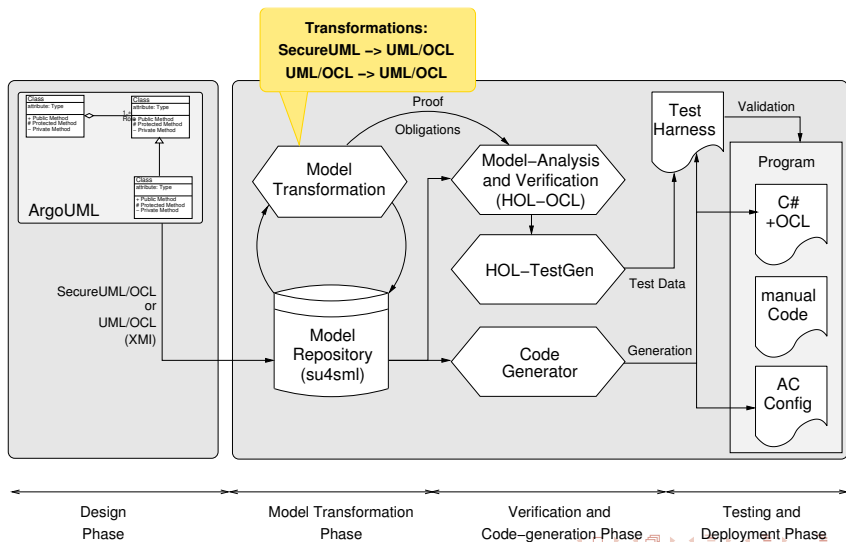 Transformations:
SecureUML −> UML/OCL
UML/OCL −> UML/OCL
Class
attribute: Type
+ Public Method
# Protected Method
− Private Method
Class
attribute: Type
+ Public Method
# Protected Method
− Private Method
Class
attribute: Type
+ Public Method
# Protected Method
− Private Method
ArgoUML
SecureUML/OCL
or
UML/OCL
(XMI)
Model
Transformation
Proof
Obligations
Model
Repository
(su4sml)
Model−Analysis
and Verification
(HOL−OCL)
HOL−TestGen
Test Data
Code
Generator
Generation
Test
Harness
Validation
Program
C#
+OCL
manual
Code
AC
Config
Design
Phase
Model Transformation
Phase
Verification and
Code−generation Phase
Testing and
Deployment Phase